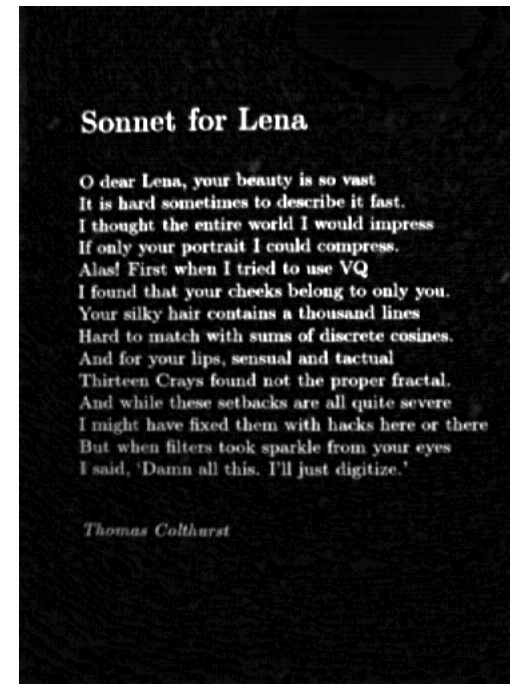 Sonnet for Lena
O dear Lena, your beauty is so vast
It is hard sometimes to describe it fast.
I thought the entire world I would impress
If only your portrait I could compress.
Alas! First when I tried to use VQ
I found that your cheeks belong to only you.
Your silky hair contains a thousand lines
Hard to match with sums of discrete cosines.
And for your lips, sensual and tactual
Thirteen Crays found not the proper fractal.
And while these setbacks are all quite severe
I might have fixed them with hacks here or there
But when filters took sparkle from your eyes
I said, 'Damn all this. I'll just digitize.'
Thomas Colthurst